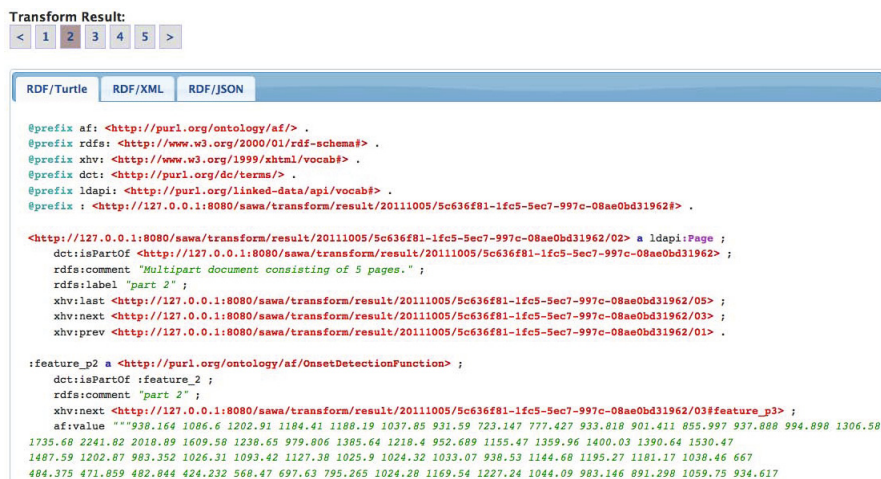 Transform Result:
< 1 2 3 4 5 >
RDF/Turtle RDF/XML RDF/JSON
@prefix af: <http://purl.org/ontology/af/> .
@prefix rdfs: <http://www.w3.org/2000/01/rdf-schema#> .
@prefix xhv: <http://www.w3.org/1999/xhtml/vocab#> .
@prefix dct: <http://purl.org/dc/terms/> .
@prefix ldapi: <http://purl.org/linked-data/api/vocab#> .
@prefix : <http://127.0.0.1:8080/sawa/transform/result/20111005/5c636f81-1fc5-5ec7-997c-08ae0bd31962#> .
<http://127.0.0.1:8080/sawa/transform/result/20111005/5c636f81-1fc5-5ec7-997c-08ae0bd31962/02> a ldapi:Page ;
dct:isPartOf <http://127.0.0.1:8080/sawa/transform/result/20111005/5c636f81-1fc5-5ec7-997c-08ae0bd31962> ;
rdfs:comment "Multipart document consisting of 5 pages." ;
rdfs:label "part 2" ;
xhv:last <http://127.0.0.1:8080/sawa/transform/result/20111005/5c636f81-1fc5-5ec7-997c-08ae0bd31962/05> ;
xhv:next <http://127.0.0.1:8080/sawa/transform/result/20111005/5c636f81-1fc5-5ec7-997c-08ae0bd31962/03> ;
xhv:prev <http://127.0.0.1:8080/sawa/transform/result/20111005/5c636f81-1fc5-5ec7-997c-08ae0bd31962/01> .
:feature_p2 a <http://purl.org/ontology/af/OnsetDetectionFunction> ;
dct:isPartOf :feature_2 ;
rdfs:comment "part 2" ;
xhv:next <http://127.0.0.1:8080/sawa/transform/result/20111005/5c636f81-1fc5-5ec7-997c-08ae0bd31962/03#feature_p3> ;
af:value """938.164 1086.6 1202.91 1184.41 1188.19 1037.85 931.59 723.147 777.427 933.818 901.411 855.997 937.888 994.898 1306.58
1735.68 2241.82 2018.89 1609.58 1238.65 979.806 1385.64 1218.4 952.689 1155.47 1359.96 1400.03 1390.64 1530.47
1487.59 1202.87 983.352 1026.31 1093.42 1127.38 1025.9 1024.32 1033.07 938.53 1144.68 1195.27 1181.17 1038.46 667
484.375 471.859 482.844 424.232 568.47 697.63 795.265 1024.28 1169.54 1227.24 1044.09 983.146 891.298 1059.75 934.617